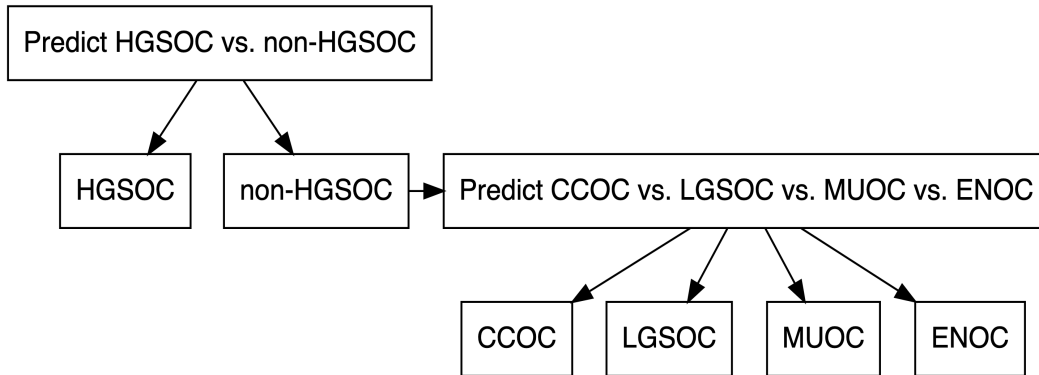 Predict HGSOC vs. non-HGSOC
HGSOC
non-HGSOC
Predict CCOC vs. LGSOC vs. MUOC vs. ENOC
CCOC
LGSOC
MUOC
ENOC